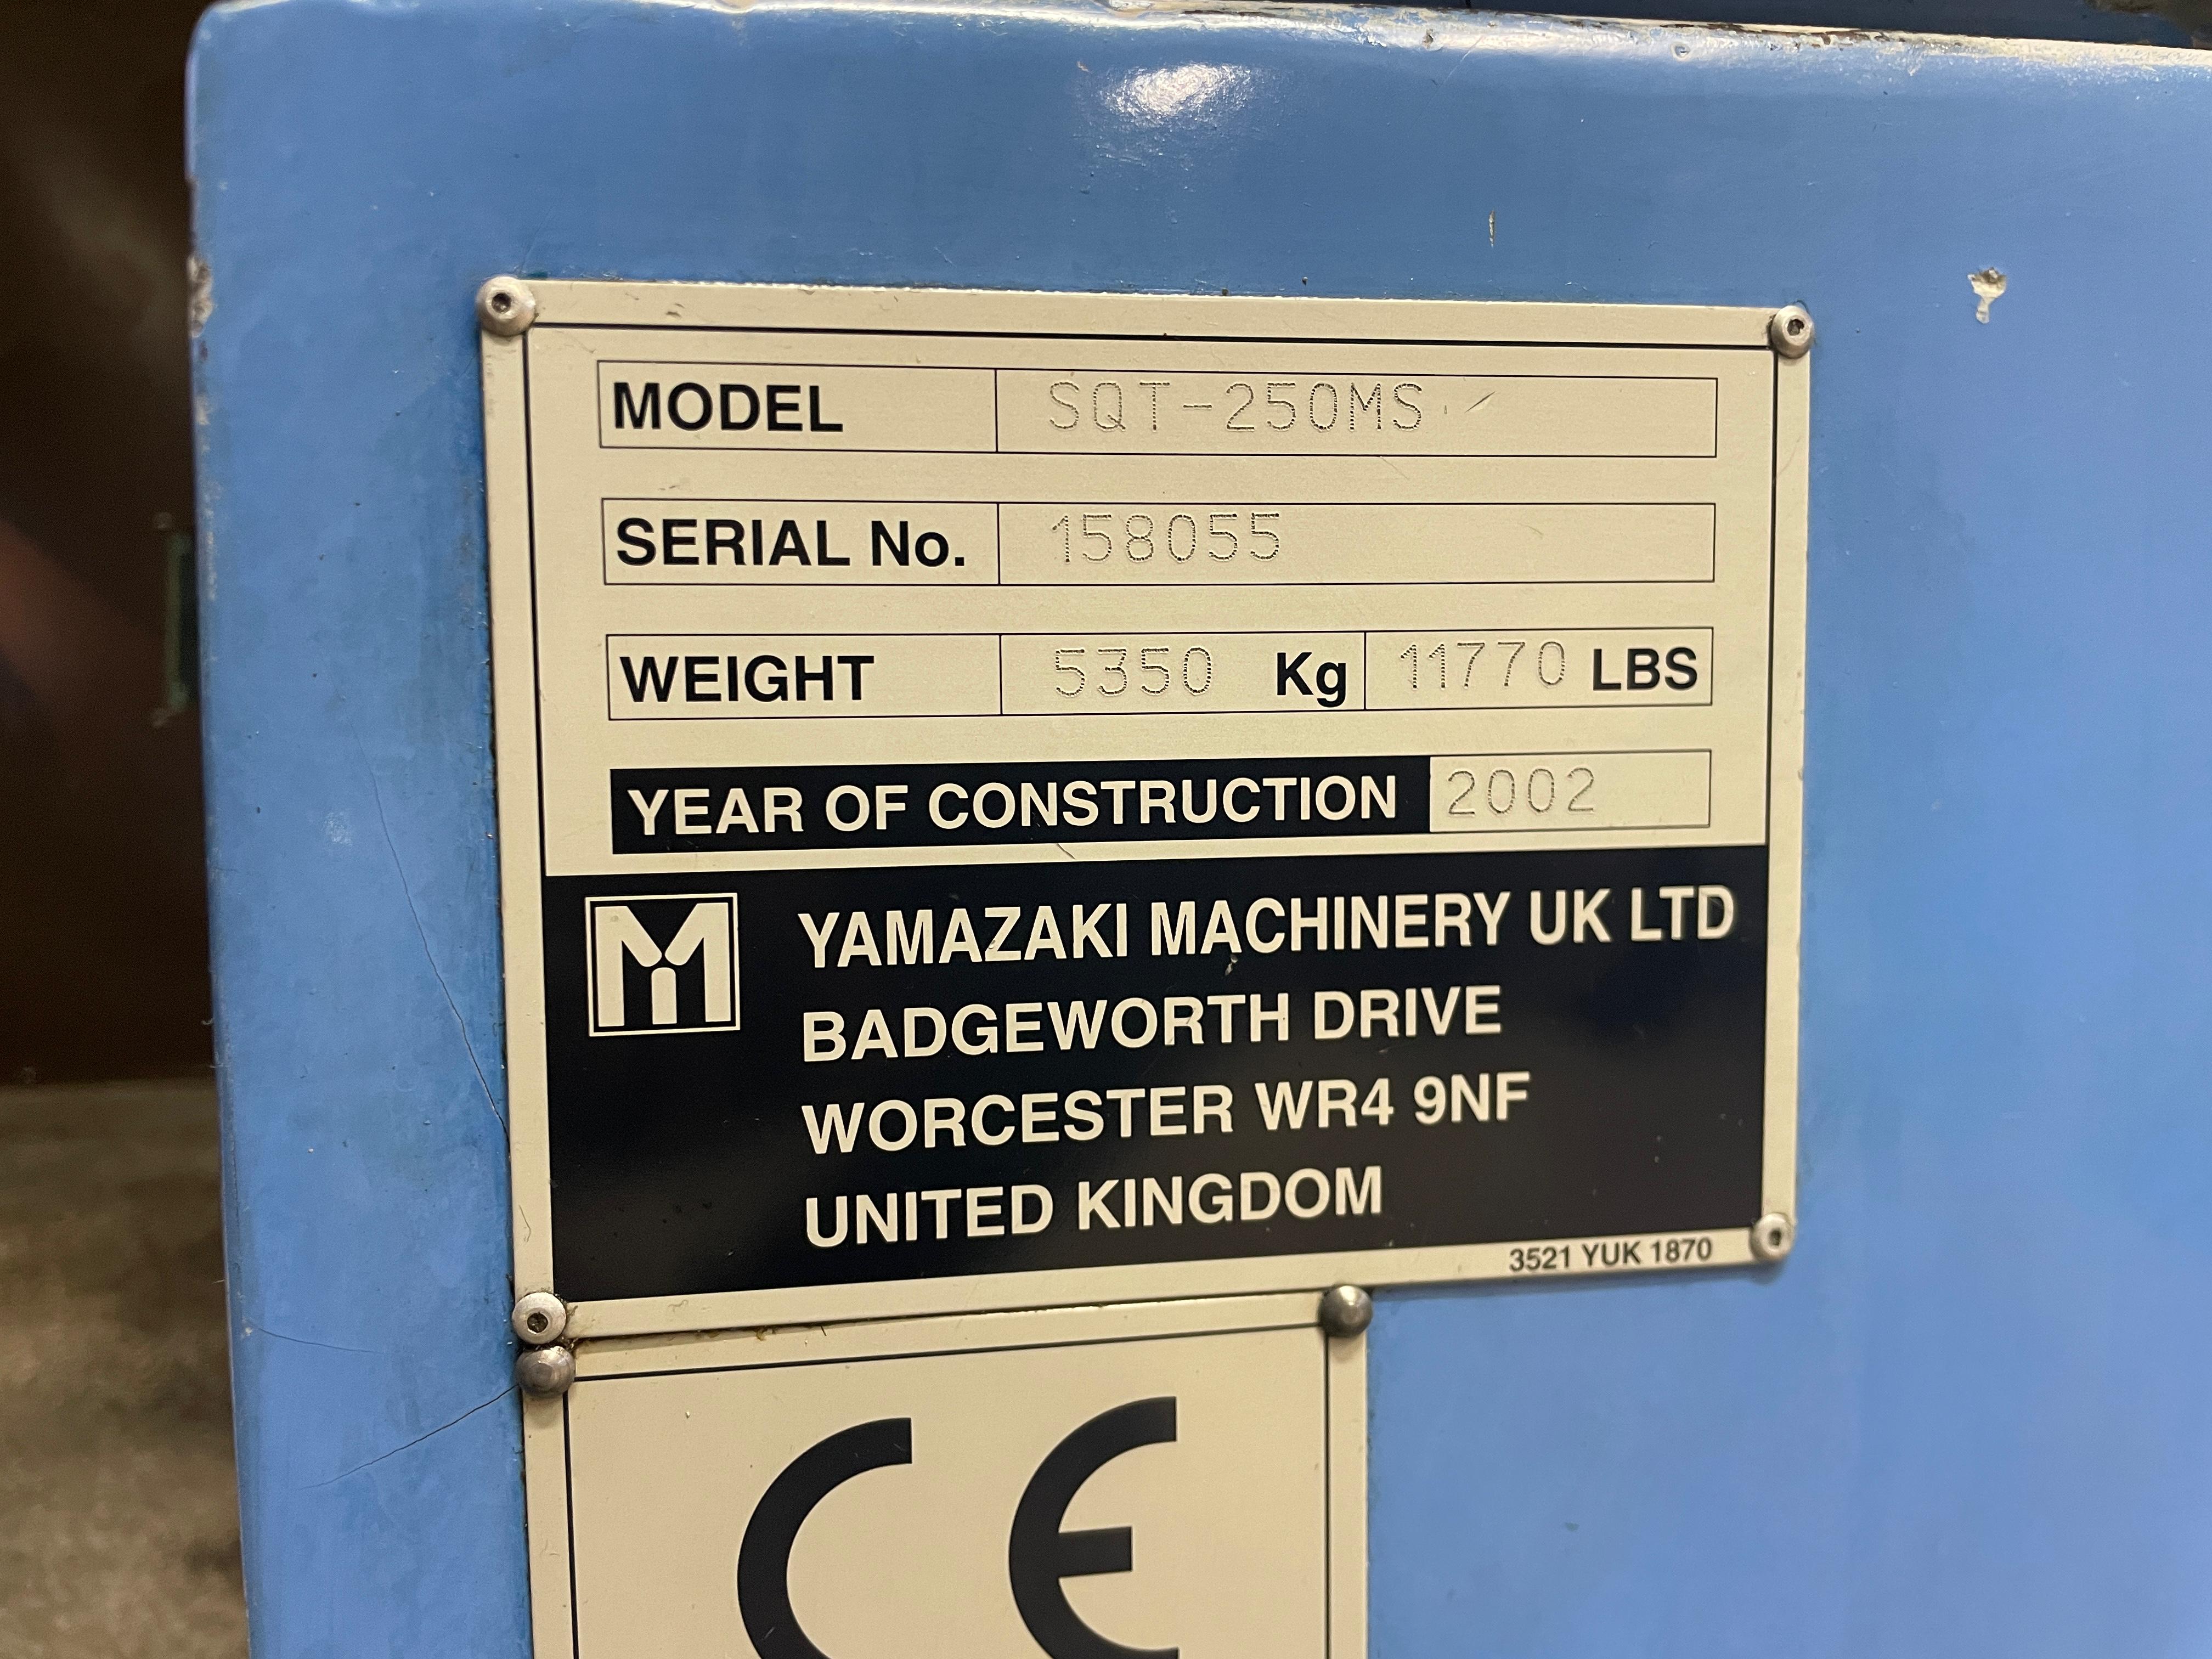 MODEL SQT-250MS
SERIAL No. 158055
WEIGHT 5350 Kg 11770 LBS
YEAR OF CONSTRUCTION 2002
YAMAZAKI MACHINERY UK LTD
BADGEWORTH DRIVE
WORCESTER WR4 9NF
UNITED KINGDOM
3521 YUK 1870
CE